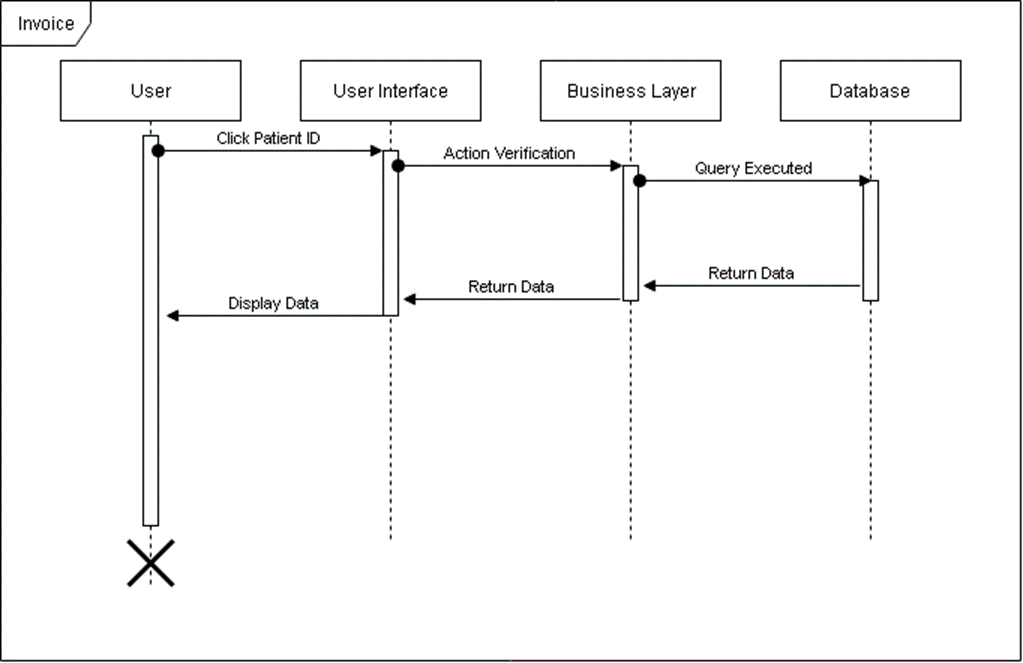 Invoice
User
User Interface
Business Layer
Database
Click Patient ID
Action Verification
Query Executed
Return Data
Return Data
Display Data